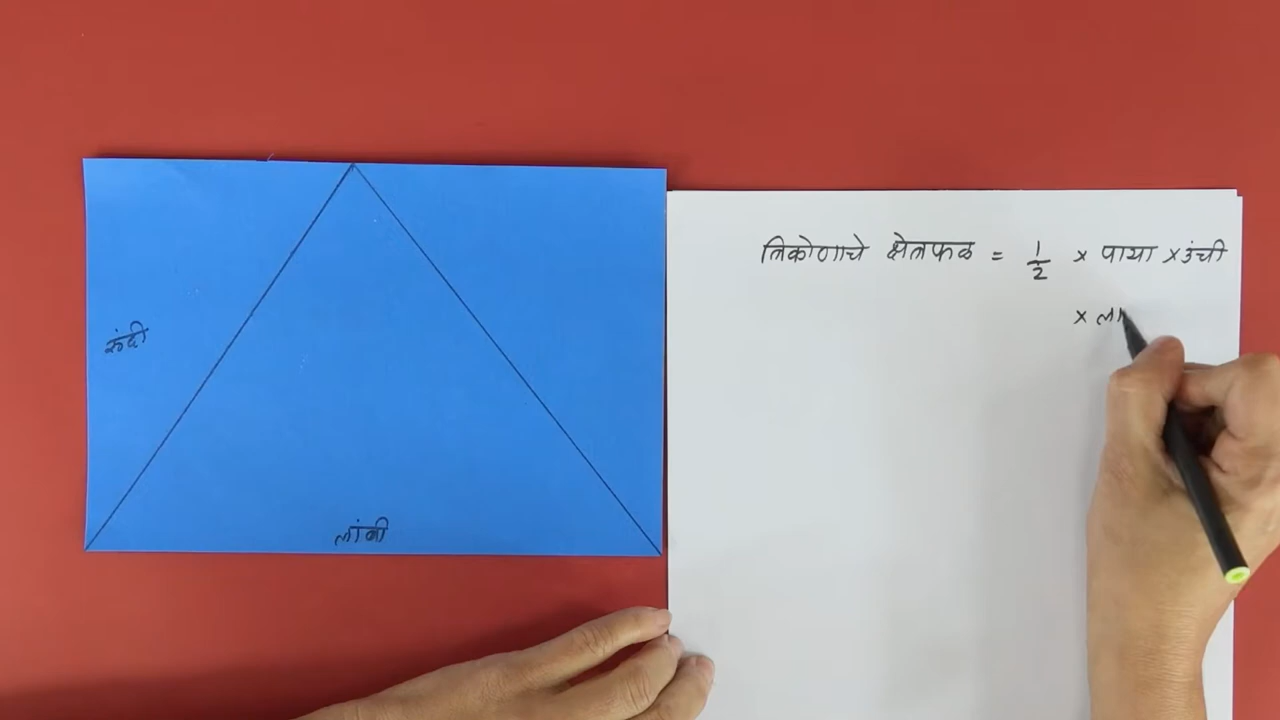 रुंदी
लांबी
त्रिकोणाचे क्षेत्रफळ = 1/2 × पाया × उंची
× ला